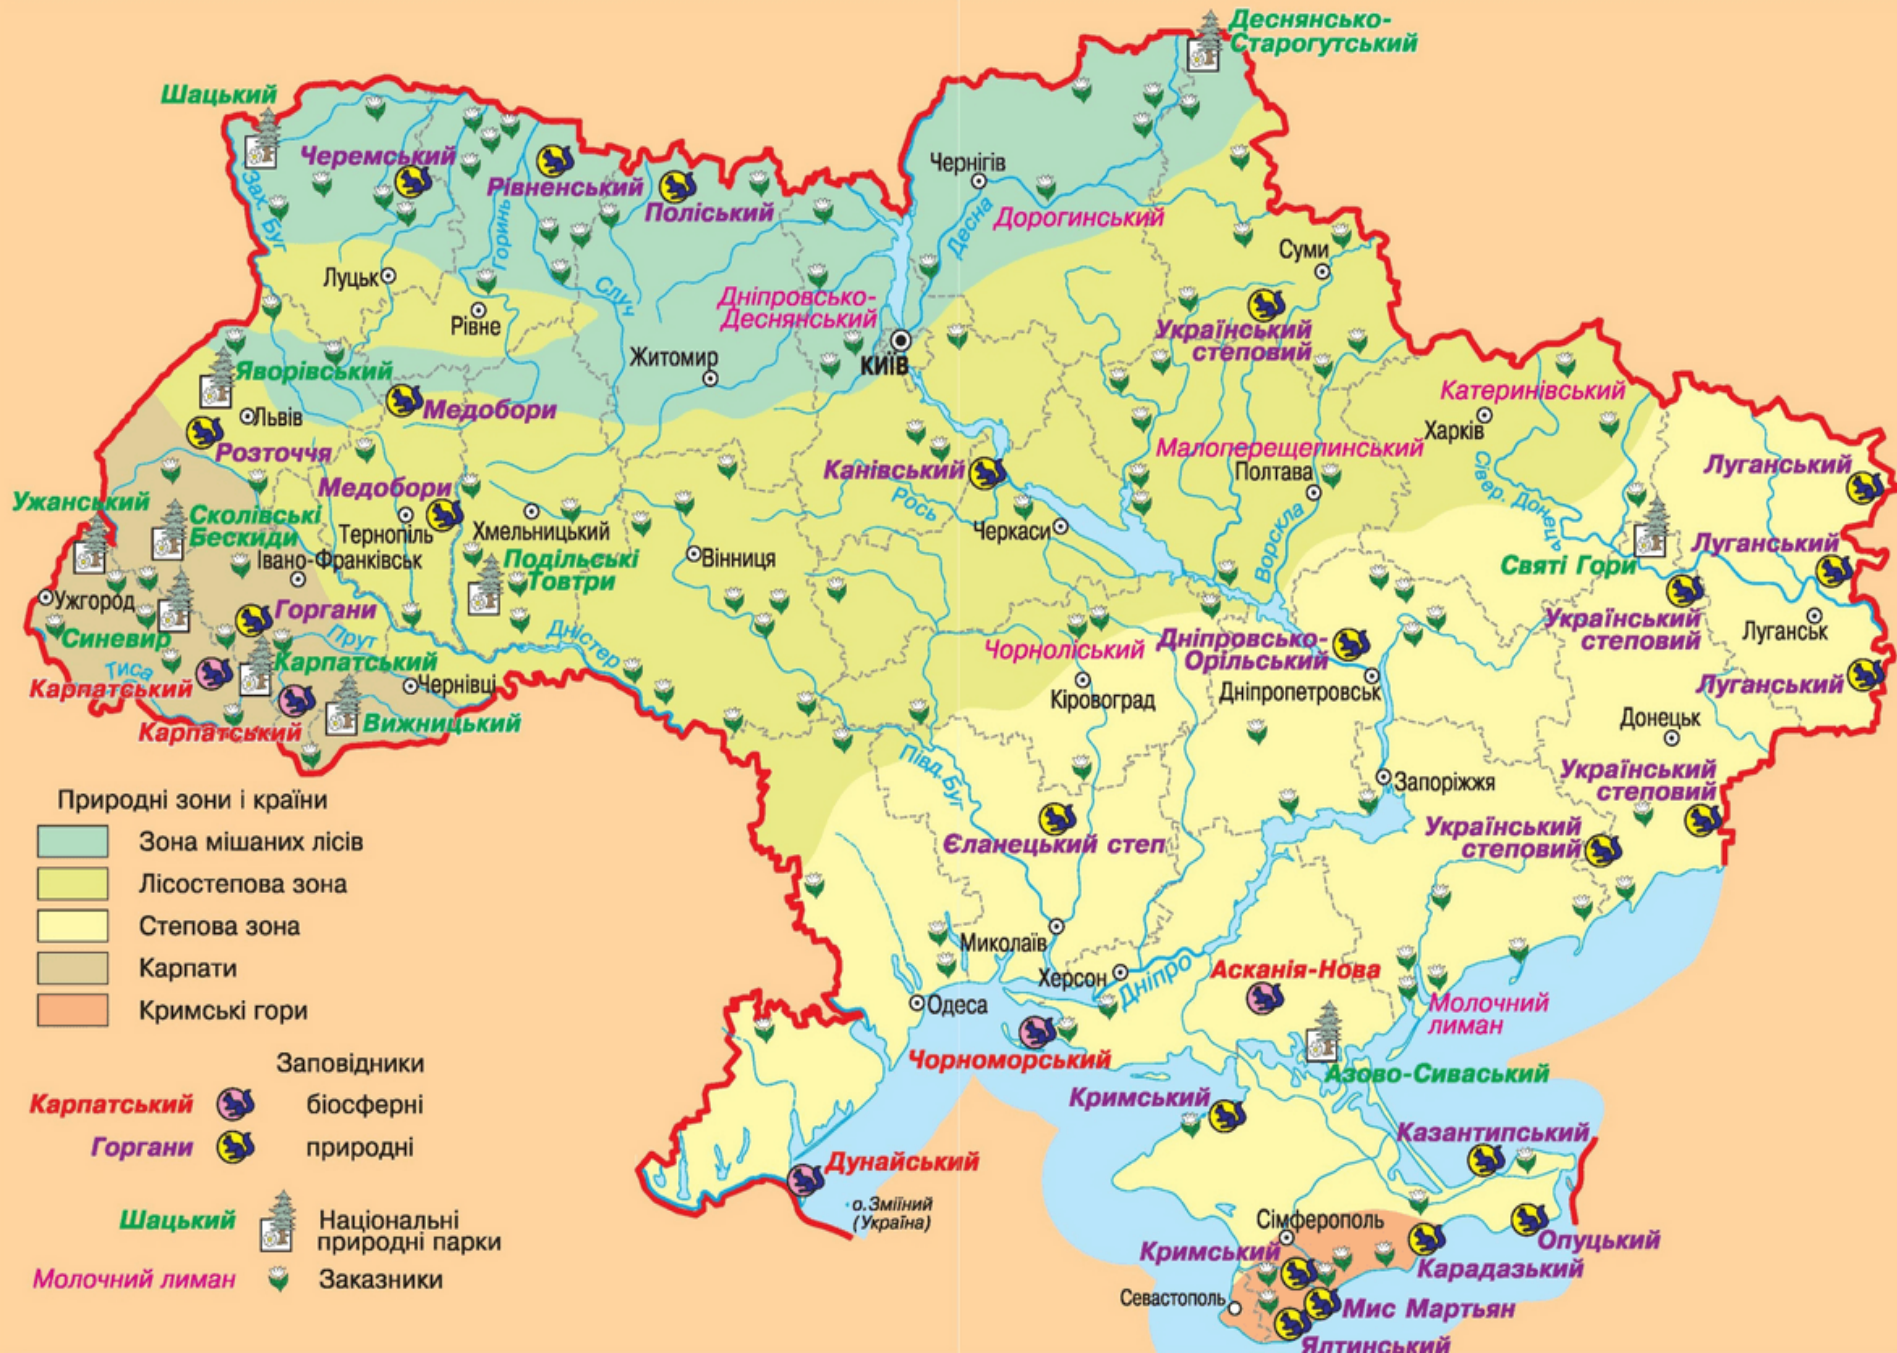 Деснянсько-
Старогутський
Шацький
Черемський
Рівненський
Поліський
Зах. Буг
Горинь
Случ
Чернігів
Десна
Дорогинський
Луцьк
Рівне
Суми
Дніпровсько-
Деснянський
Український
степовий
Житомир
КИЇВ
Яворівський
Львів
Медобори
Розточчя
Катеринівський
Харків
Малоперещепинський
Полтава
Сівер. Донець
Луганський
Канівський
Рось
Черкаси
Ворскла
Ужанський
Сколівські
Бескиди
Медобори
Тернопіль
Хмельницький
Івано-Франківськ
Подільські
Товтри
Вінниця
Святі Гори
Луганський
Український
степовий
Луганськ
Ужгород
Горгани
Синевир
Прут
Дністер
Тиса
Карпатський
Карпатський
Чернівці
Карпатський
Вижницький
Чорноліський
Кіровоград
Дніпровсько-
Орільський
Дніпропетровськ
Луганський
Донецьк
Півд. Буг
Запоріжжя
Український
степовий
Український
степовий
Єланецький степ
Миколаїв
Херсон
Дніпро
Асканія-Нова
Одеса
Молочний
лиман
Чорноморський
Азово-Сиваський
Кримський
Казантипський
Дунайський
о.Зміїний
(Україна)
Сімферополь
Кримський
Опуцький
Карадазький
Севастополь
Мис Мартьян
Ялтинський
Природні зони і країни
Зона мішаних лісів
Лісостепова зона
Степова зона
Карпати
Кримські гори
Заповідники
Карпатський біосферні
Горгани природні
Шацький Національні
природні парки
Молочний лиман Заказники